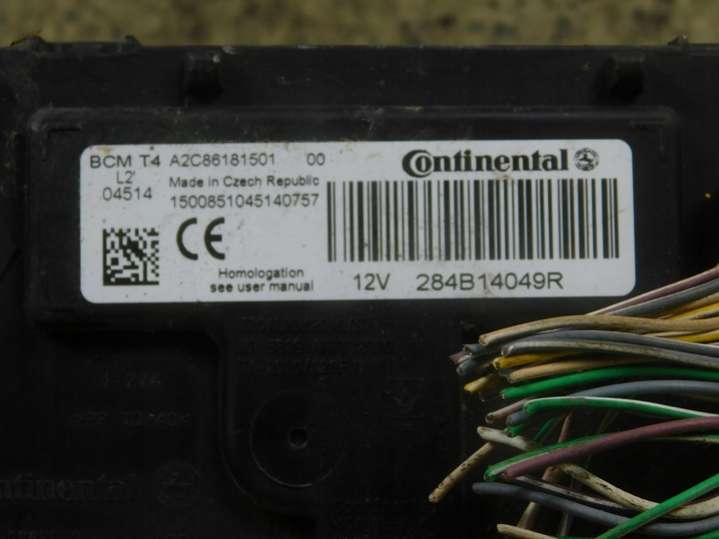 BCM T4 A2C86181501 00 Continental
L2'
04514 Made in Czech Republic
1500851045140757
CE
Homologation
see user manual
12V 284B14049R
ontinental